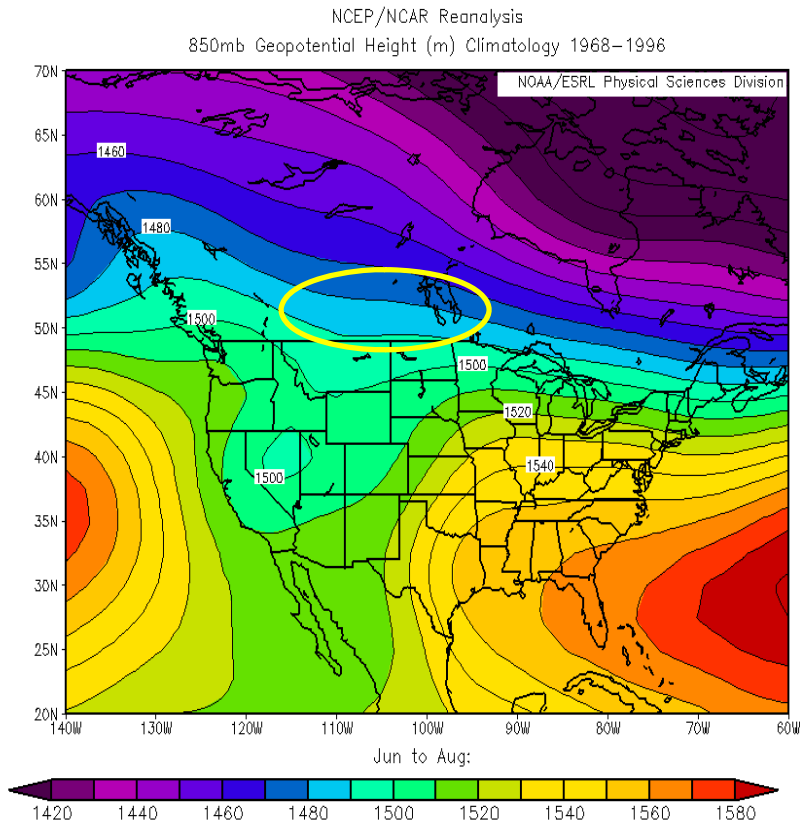 NCEP/NCAR Reanalysis
850mb Geopotential Height (m) Climatology 1968-1996
NOAA/ESRL Physical Sciences Division
70N
65N
1460
60N
1480
55N
1500
50N
1500
45N
1520
1540
40N
1500
35N
30N
25N
20N
140W 130W 120W 110W 100W 90W 80W 70W 60W
Jun to Aug:
1420 1440 1460 1480 1500 1520 1540 1560 1580